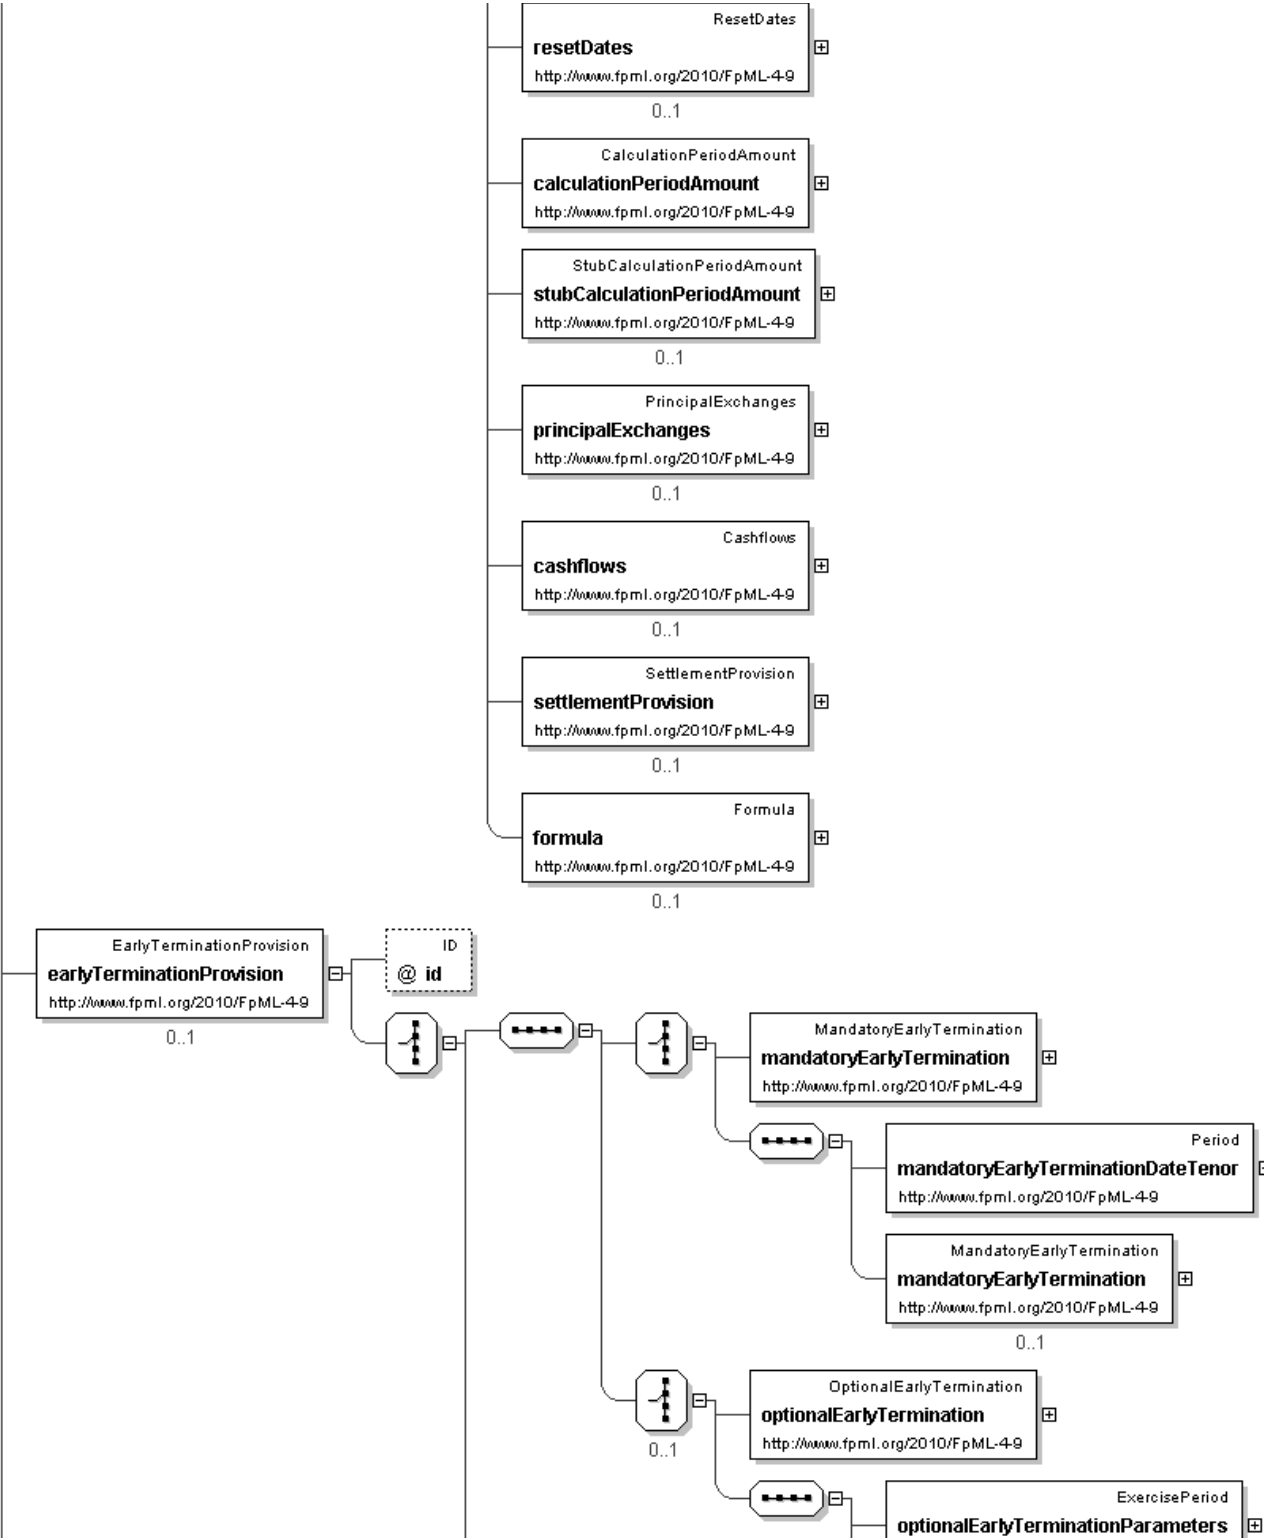 ResetDates
resetDates
http://www.fpml.org/2010/FpML-4-9
0..1
CalculationPeriodAmount
calculationPeriodAmount
http://www.fpml.org/2010/FpML-4-9
StubCalculationPeriodAmount
stubCalculationPeriodAmount
http://www.fpml.org/2010/FpML-4-9
0..1
PrincipalExchanges
principalExchanges
http://www.fpml.org/2010/FpML-4-9
0..1
Cashflows
cashflows
http://www.fpml.org/2010/FpML-4-9
0..1
SettlementProvision
settlementProvision
http://www.fpml.org/2010/FpML-4-9
0..1
Formula
formula
http://www.fpml.org/2010/FpML-4-9
0..1
EarlyTerminationProvision
earlyTerminationProvision
http://www.fpml.org/2010/FpML-4-9
0..1
ID
@ id
MandatoryEarlyTermination
mandatoryEarlyTermination
http://www.fpml.org/2010/FpML-4-9
Period
mandatoryEarlyTerminationDateTenor
http://www.fpml.org/2010/FpML-4-9
MandatoryEarlyTermination
mandatoryEarlyTermination
http://www.fpml.org/2010/FpML-4-9
0..1
0..1
OptionalEarlyTermination
optionalEarlyTermination
http://www.fpml.org/2010/FpML-4-9
ExercisePeriod
optionalEarlyTerminationParameters